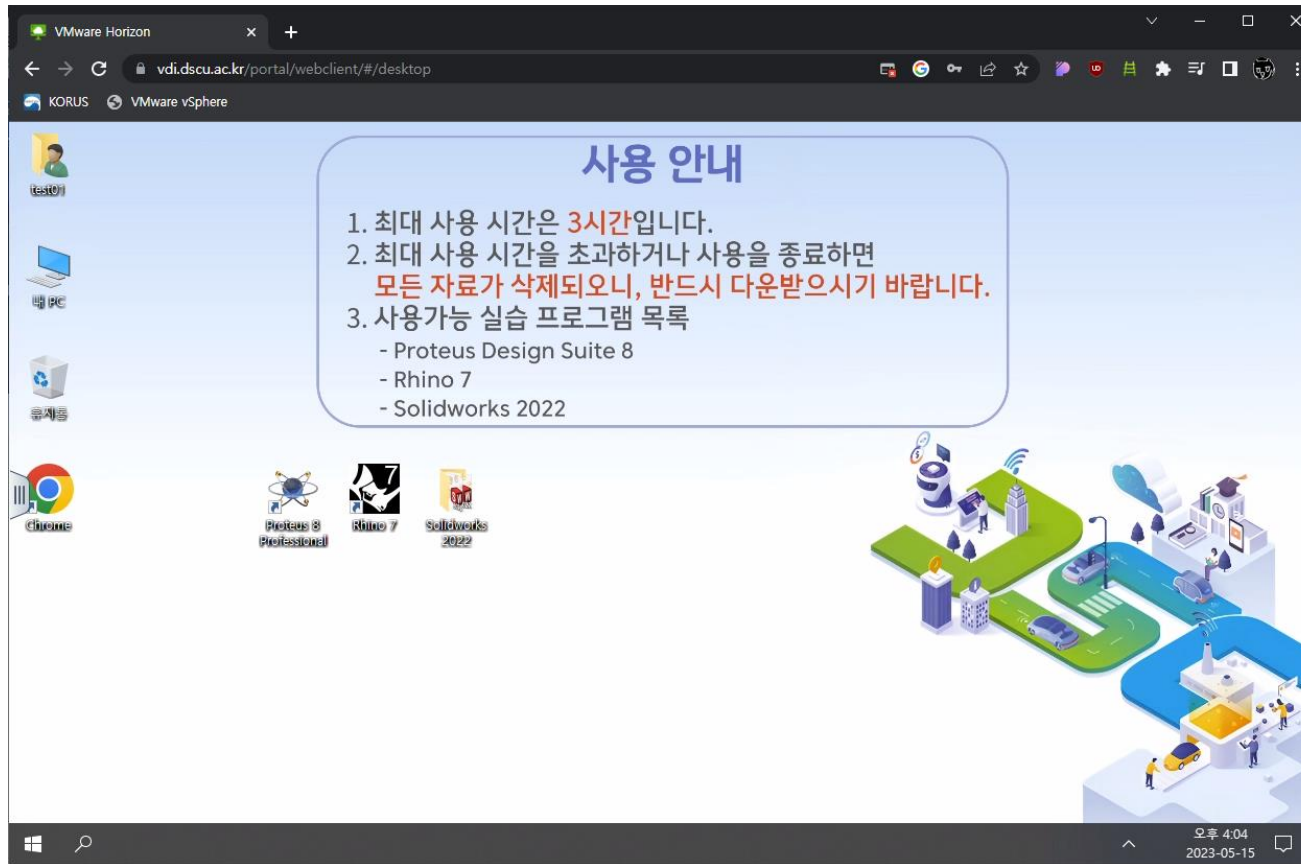 VMware Horizon
vdi.dscu.ac.kr/portal/webclient/#/desktop
KORUS VMware vSphere
사용 안내
1. 최대 사용 시간은 3시간입니다.
2. 최대 사용 시간을 초과하거나 사용을 종료하면
모든 자료가 삭제되오니, 반드시 다운받으시기 바랍니다.
3. 사용가능 실습 프로그램 목록
- Proteus Design Suite 8
- Rhino 7
- Solidworks 2022
test01
내 PC
휴지통
Chrome
Proteus 8
Professional
7
Rhino 7
Solidworks
2022
오후 4:04
2023-05-15